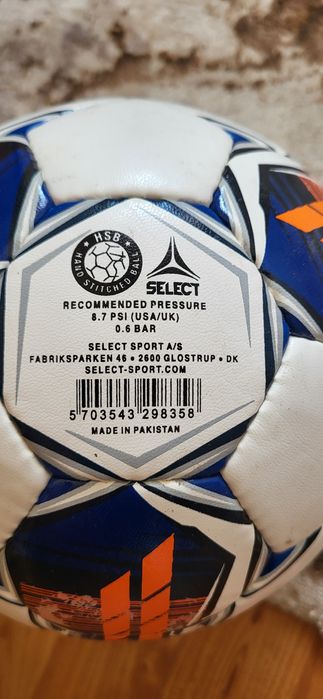 HSB
HAND STITCHED BALL
SELECT
RECOMMENDED PRESSURE
8.7 PSI (USA/UK)
0.6 BAR
SELECT SPORT A/S
FABRIKSPARKEN 46 • 2600 GLOSTRUP • DK
SELECT-SPORT.COM
5 703543 298358
MADE IN PAKISTAN